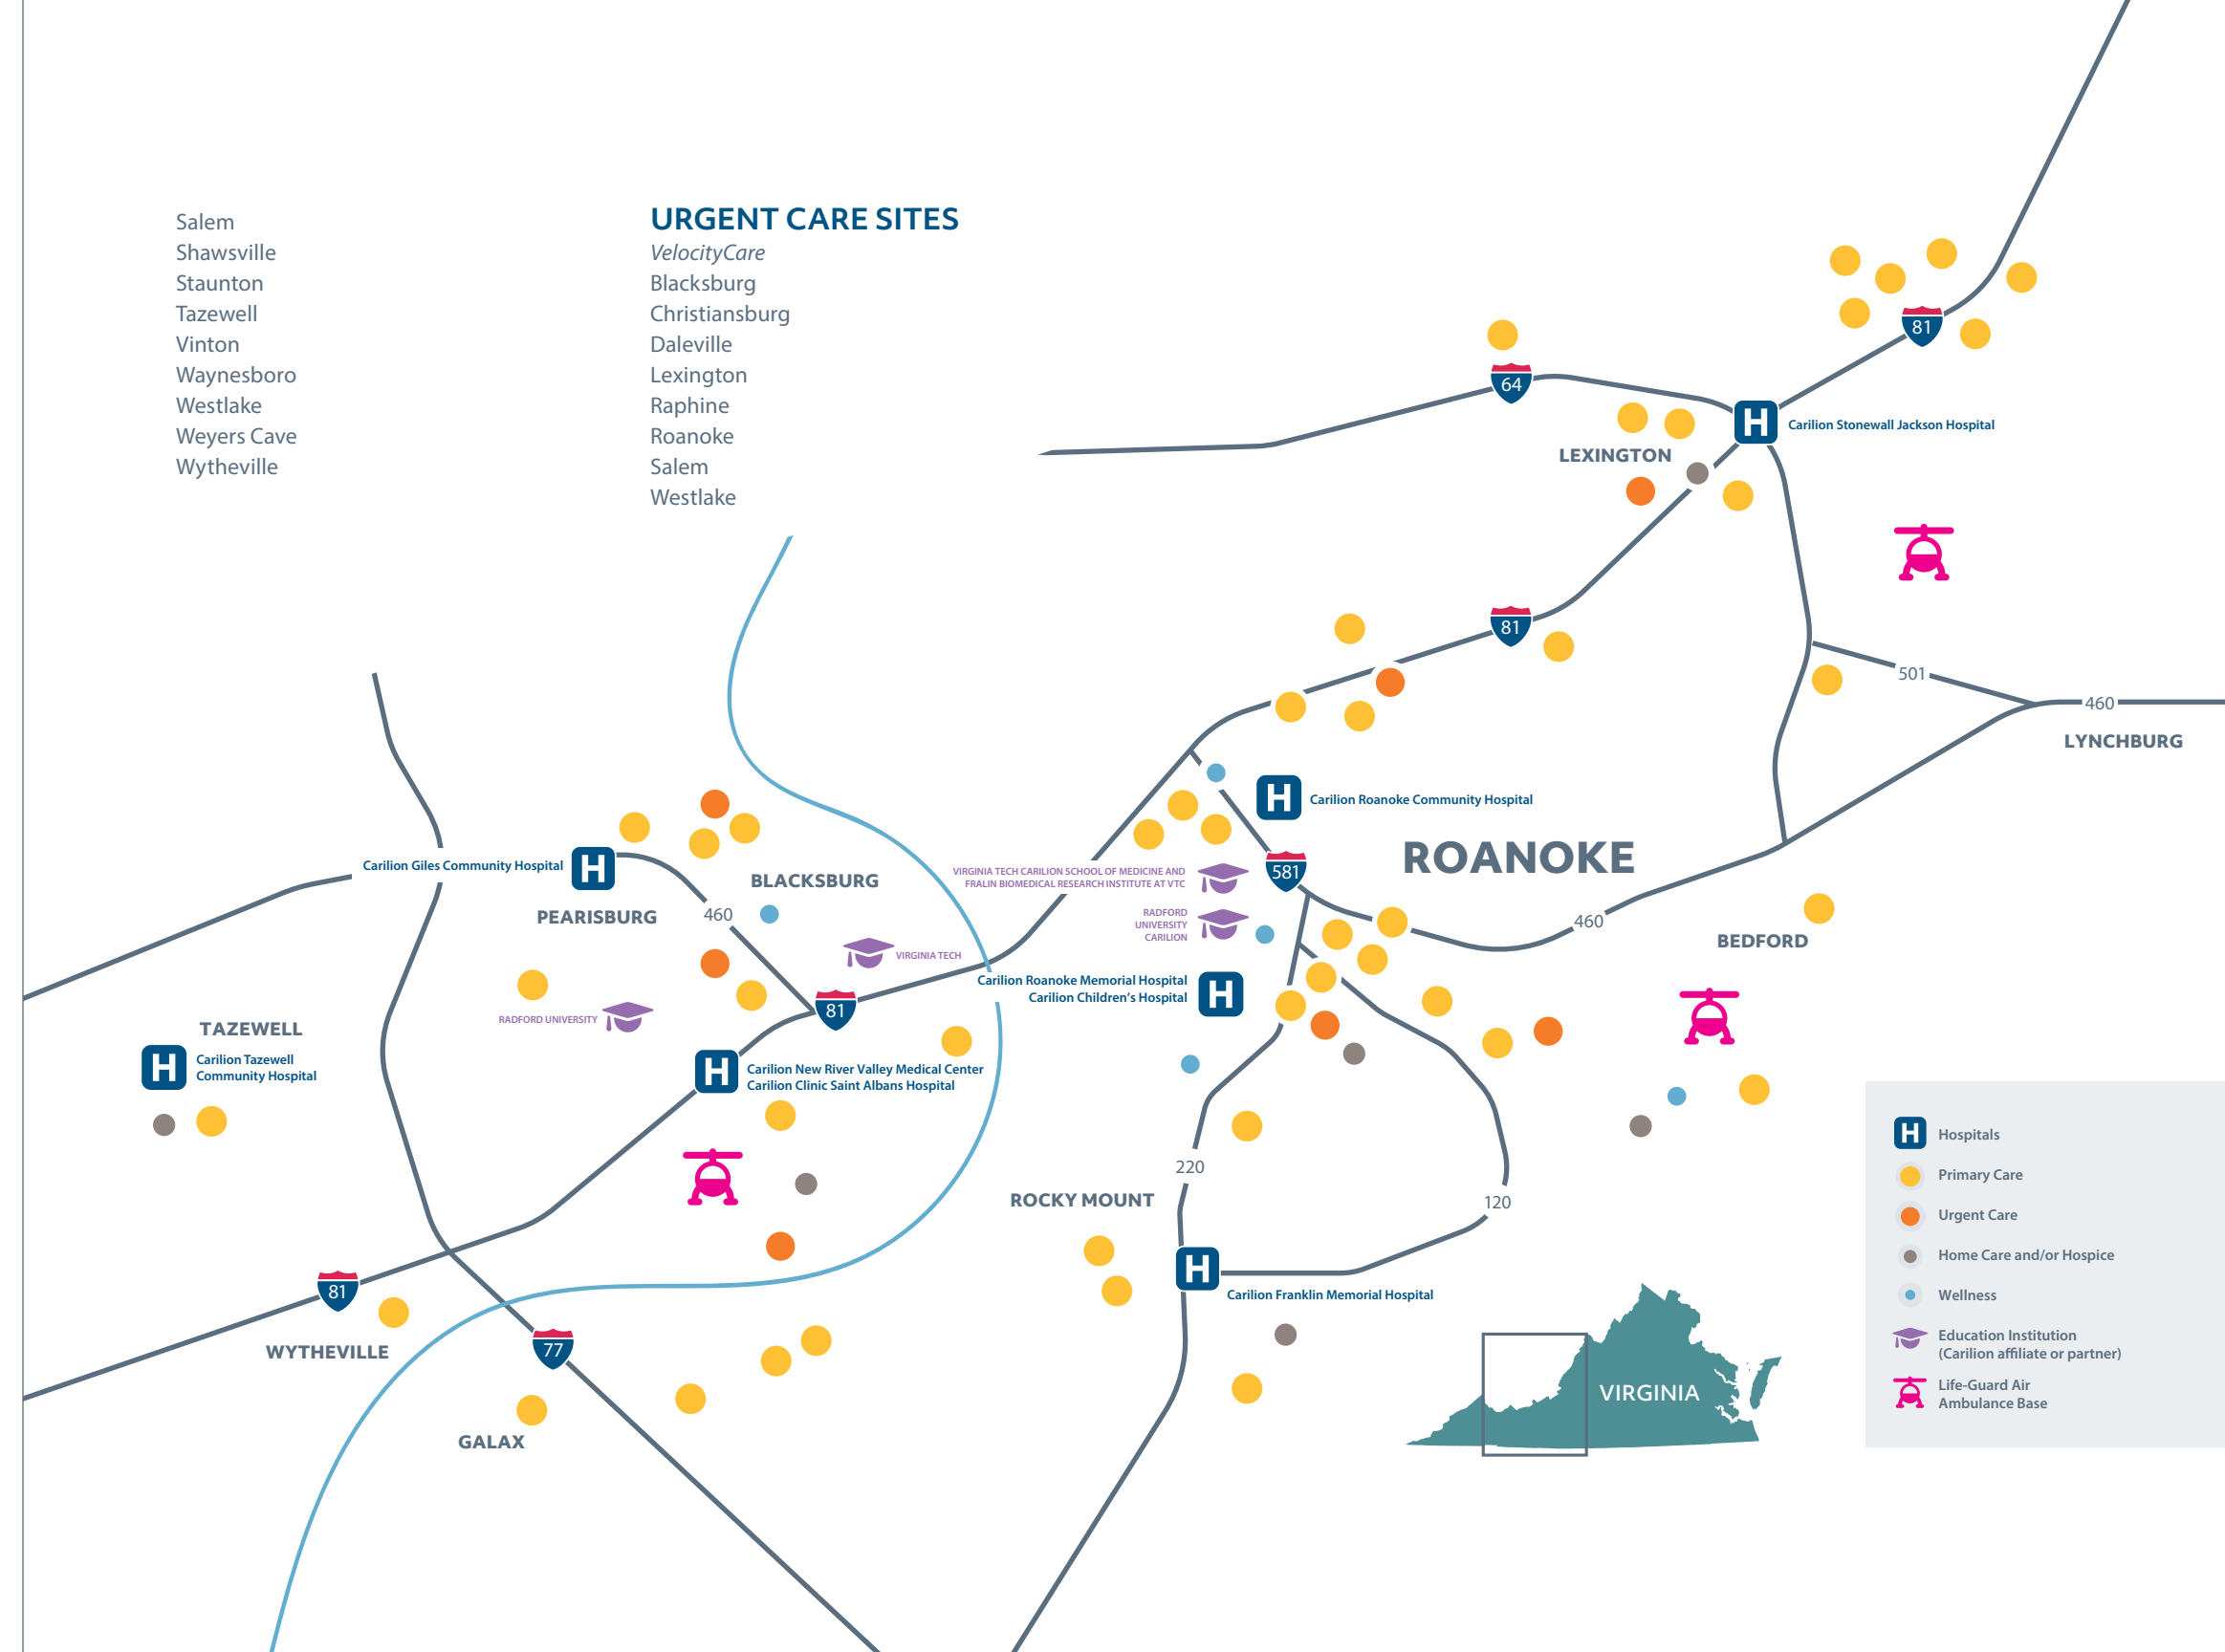 Salem
Shawsville
Staunton
Tazewell
Vinton
Waynesboro
Westlake
Weyers Cave
Wytheville
URGENT CARE SITES
VelocityCare
Blacksburg
Christiansburg
Daleville
Lexington
Raphine
Roanoke
Salem
Westlake
81
64
Carilion Stonewall Jackson Hospital
LEXINGTON
81
501
460
LYNCHBURG
Carilion Roanoke Community Hospital
ROANOKE
Carilion Giles Community Hospital
BLACKSBURG
PEARISBURG
460
VIRGINIA TECH CARILION SCHOOL OF MEDICINE AND
FRALIN BIOMEDICAL RESEARCH INSTITUTE AT VTC
581
RADFORD
UNIVERSITY
CARILION
460
BEDFORD
VIRGINIA TECH
RADFORD UNIVERSITY
81
Carilion Roanoke Memorial Hospital
Carilion Children's Hospital
TAZEWELL
H Carilion Tazewell
Community Hospital
Carilion New River Valley Medical Center
Carilion Clinic Saint Albans Hospital
220
120
ROCKY MOUNT
Carilion Franklin Memorial Hospital
81
WYTHEVILLE
77
GALAX
VIRGINIA
H Hospitals
Primary Care
Urgent Care
Home Care and/or Hospice
Wellness
Education Institution
(Carilion affiliate or partner)
Life-Guard Air
Ambulance Base